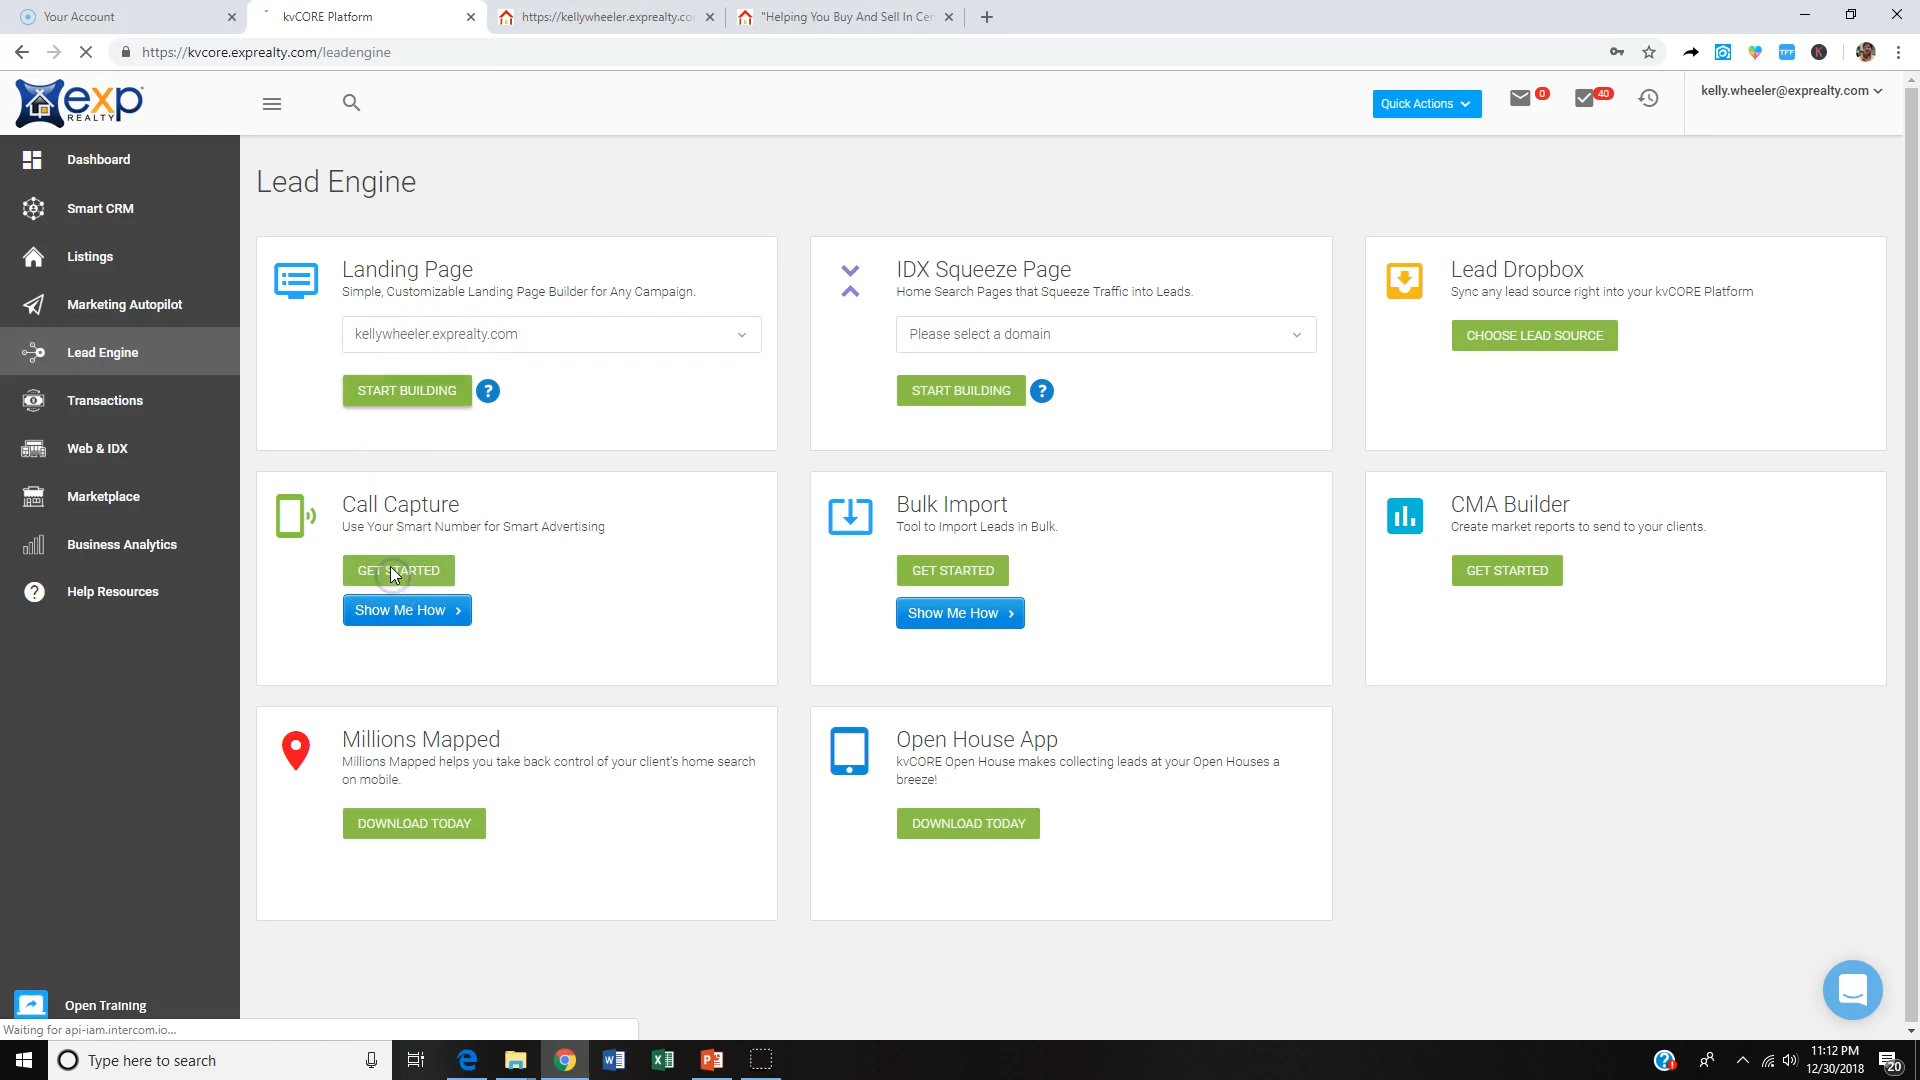 Your Account
kvCORE Platform
https://kellywheeler.exprealty.co
"Helping You Buy And Sell In Cen
https://kvcore.exprealty.com/leadengine
TFF
K
exp
REALTY
Quick Actions
0
40
kelly.wheeler@exprealty.com
Dashboard
Smart CRM
Listings
Marketing Autopilot
Lead Engine
Transactions
Web & IDX
Marketplace
Business Analytics
? Help Resources
Open Training
Lead Engine
Landing Page
Simple, Customizable Landing Page Builder for Any Campaign.
kellywheeler.exprealty.com
START BUILDING ?
IDX Squeeze Page
Home Search Pages that Squeeze Traffic into Leads.
Please select a domain
START BUILDING ?
Lead Dropbox
Sync any lead source right into your kvCORE Platform
CHOOSE LEAD SOURCE
Call Capture
Use Your Smart Number for Smart Advertising
GET STARTED
Show Me How
Bulk Import
Tool to Import Leads in Bulk.
GET STARTED
Show Me How
CMA Builder
Create market reports to send to your clients.
GET STARTED
Millions Mapped
Millions Mapped helps you take back control of your client's home search
on mobile.
DOWNLOAD TODAY
Open House App
kvCORE Open House makes collecting leads at your Open Houses a
breeze!
DOWNLOAD TODAY
Waiting for api-iam.intercom.io...
Type here to search
11:12 PM
12/30/2018
20